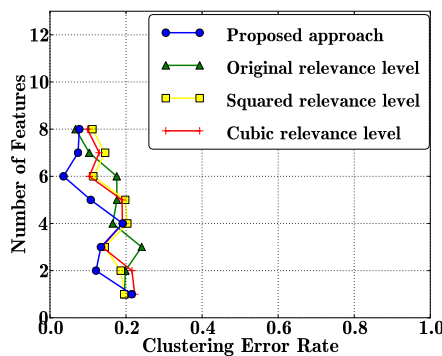 12
10
8
6
4
2
0
0.0 0.2 0.4 0.6 0.8 1.0
Number of Features
Clustering Error Rate
Proposed approach
Original relevance level
Squared relevance level
Cubic relevance level